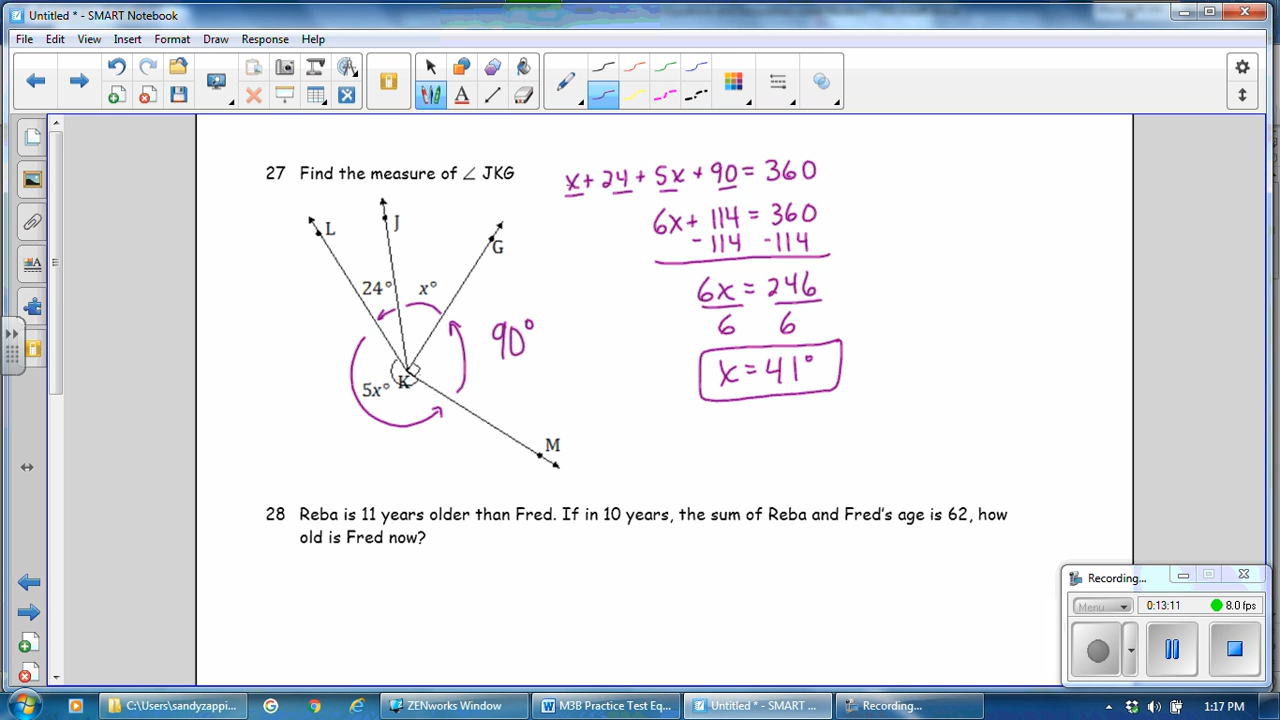 Untitled * - SMART Notebook
File Edit View Insert Format Draw Response Help
27 Find the measure of ∠ JKG
x + 24 + 5x + 90 = 360
6x + 114 = 360
- 114 - 114
6x = 246
6 6
x = 41°
L
J
G
24° x°
90°
5x° K
M
28 Reba is 11 years older than Fred. If in 10 years, the sum of Reba and Fred's age is 62, how
old is Fred now?
Recording...
Menu 0:13:11 8.0 fps
C:\Users\sandyzappi... ZENworks Window M3B Practice Test Eq... Untitled * - SMART ... Recording... 1:17 PM